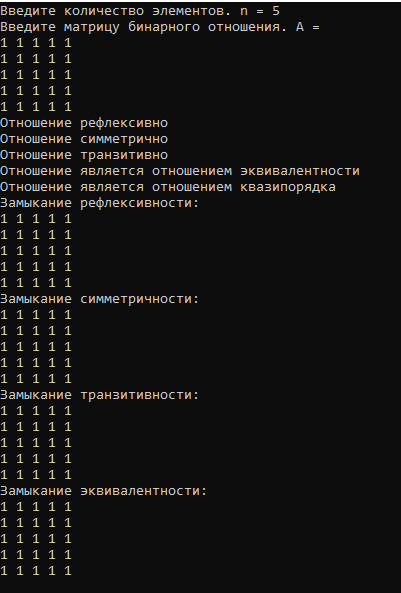 Введите количество элементов. n = 5
Введите матрицу бинарного отношения. A =
1 1 1 1 1
1 1 1 1 1
1 1 1 1 1
1 1 1 1 1
1 1 1 1 1
Отношение рефлексивно
Отношение симметрично
Отношение транзитивно
Отношение является отношением эквивалентности
Отношение является отношением квазипорядка
Замыкание рефлексивности:
1 1 1 1 1
1 1 1 1 1
1 1 1 1 1
1 1 1 1 1
1 1 1 1 1
Замыкание симметричности:
1 1 1 1 1
1 1 1 1 1
1 1 1 1 1
1 1 1 1 1
1 1 1 1 1
Замыкание транзитивности:
1 1 1 1 1
1 1 1 1 1
1 1 1 1 1
1 1 1 1 1
1 1 1 1 1
Замыкание эквивалентности:
1 1 1 1 1
1 1 1 1 1
1 1 1 1 1
1 1 1 1 1
1 1 1 1 1